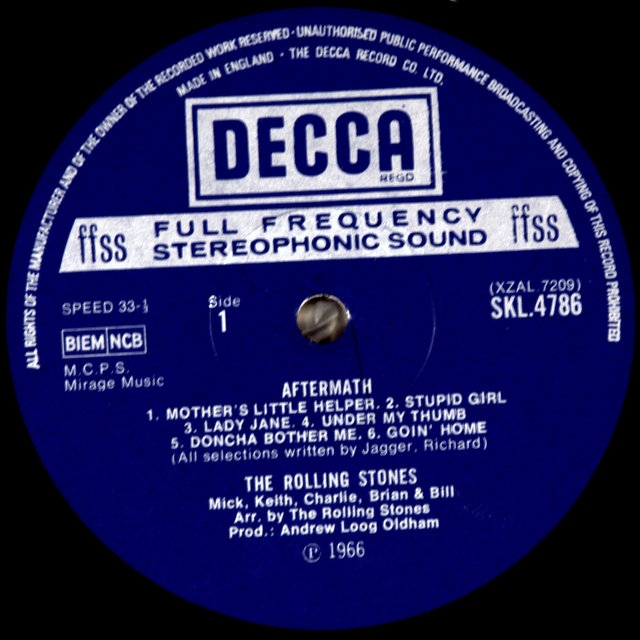 ALL RIGHTS OF THE MANUFACTURER AND OF THE OWNER OF THE RECORDED WORK RESERVED · UNAUTHORISED PUBLIC PERFORMANCE BROADCASTING AND COPYING OF THIS RECORD PROHIBITED
MADE IN ENGLAND · THE DECCA RECORD CO. LTD.
DECCA
REGD
ffss FULL FREQUENCY ffss
STEREOPHONIC SOUND
SPEED 33-⅓
Side
1
(XZAL 7209)
SKL.4786
BIEM NCB
M.C.P.S.
Mirage Music
AFTERMATH
1. MOTHER'S LITTLE HELPER. 2. STUPID GIRL
3. LADY JANE. 4. UNDER MY THUMB
5. DONCHA BOTHER ME. 6. GOIN' HOME
(All selections written by Jagger, Richard)
THE ROLLING STONES
Mick, Keith, Charlie, Brian & Bill
Arr. by The Rolling Stones
Prod.: Andrew Loog Oldham
℗ 1966